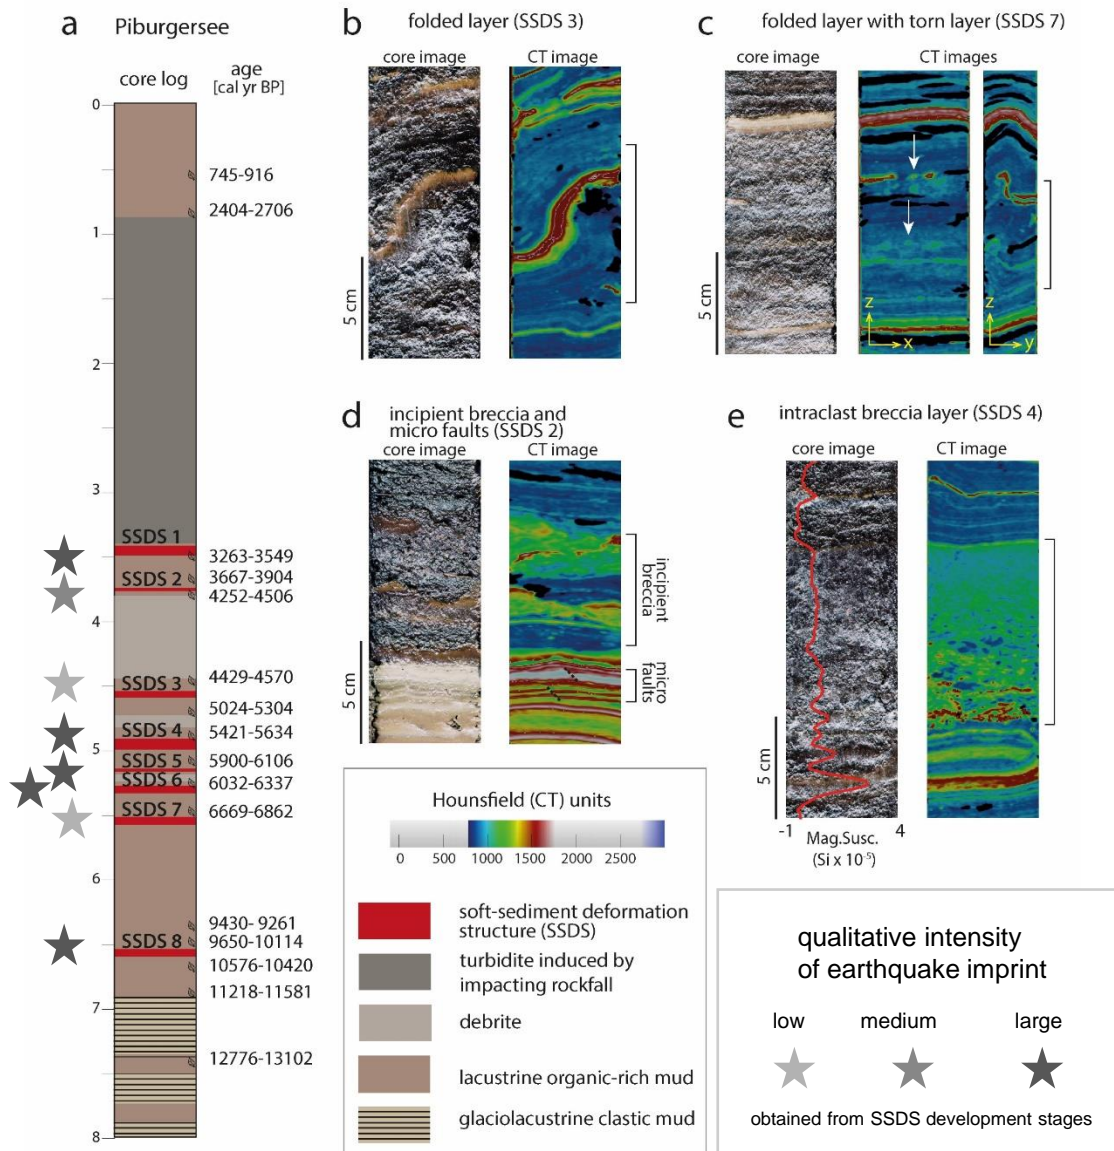 a Piburgersee
core log
age
[cal yr BP]
0
745-916
2404-2706
1
2
3
SSDS 1
3263-3549
SSDS 2
3667-3904
4252-4506
4
4429-4570
SSDS 3
5024-5304
SSDS 4
5421-5634
5
SSDS 5
5900-6106
SSDS 6
6032-6337
SSDS 7
6669-6862
6
9430- 9261
SSDS 8
9650-10114
10576-10420
11218-11581
7
12776-13102
8
b folded layer (SSDS 3)
core image
CT image
5 cm
c folded layer with torn layer (SSDS 7)
core image
CT images
5 cm
z
x
z
y
d incipient breccia and
micro faults (SSDS 2)
core image
CT image
incipient
breccia
micro
faults
5 cm
e intraclast breccia layer (SSDS 4)
core image
CT image
5 cm
-1
4
Mag.Susc.
(Si x 10⁻⁵)
Hounsfield (CT) units
0 500 1000 1500 2000 2500
soft-sediment deformation
structure (SSDS)
turbidite induced by
impacting rockfall
debrite
lacustrine organic-rich mud
glaciolacustrine clastic mud
qualitative intensity
of earthquake imprint
low medium large
obtained from SSDS development stages